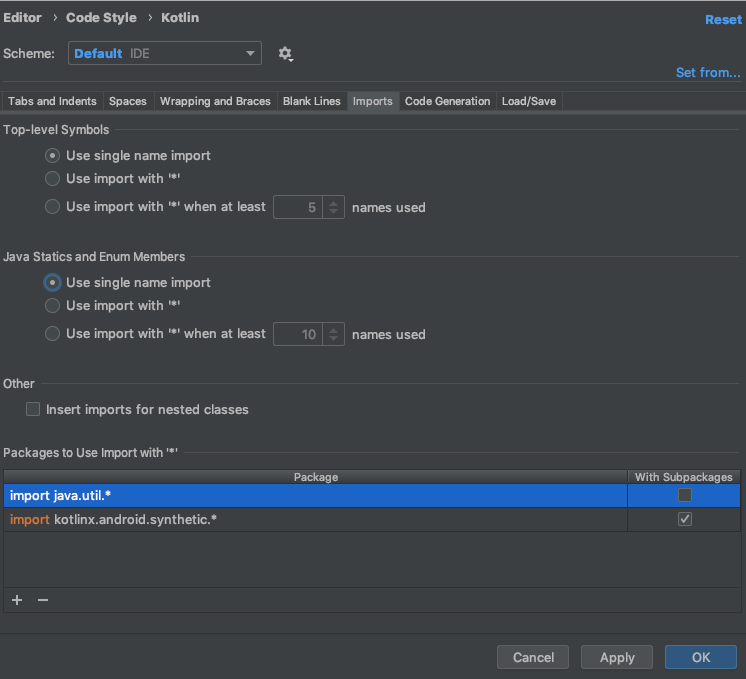 Editor › Code Style › Kotlin
Reset
Scheme: Default IDE
Set from...
Tabs and Indents Spaces Wrapping and Braces Blank Lines Imports Code Generation Load/Save
Top-level Symbols
Use single name import
Use import with '*'
Use import with '*' when at least 5 names used
Java Statics and Enum Members
Use single name import
Use import with '*'
Use import with '*' when at least 10 names used
Other
Insert imports for nested classes
Packages to Use Import with '*'
Package With Subpackages
import java.util.*
import kotlinx.android.synthetic.*
Cancel Apply OK